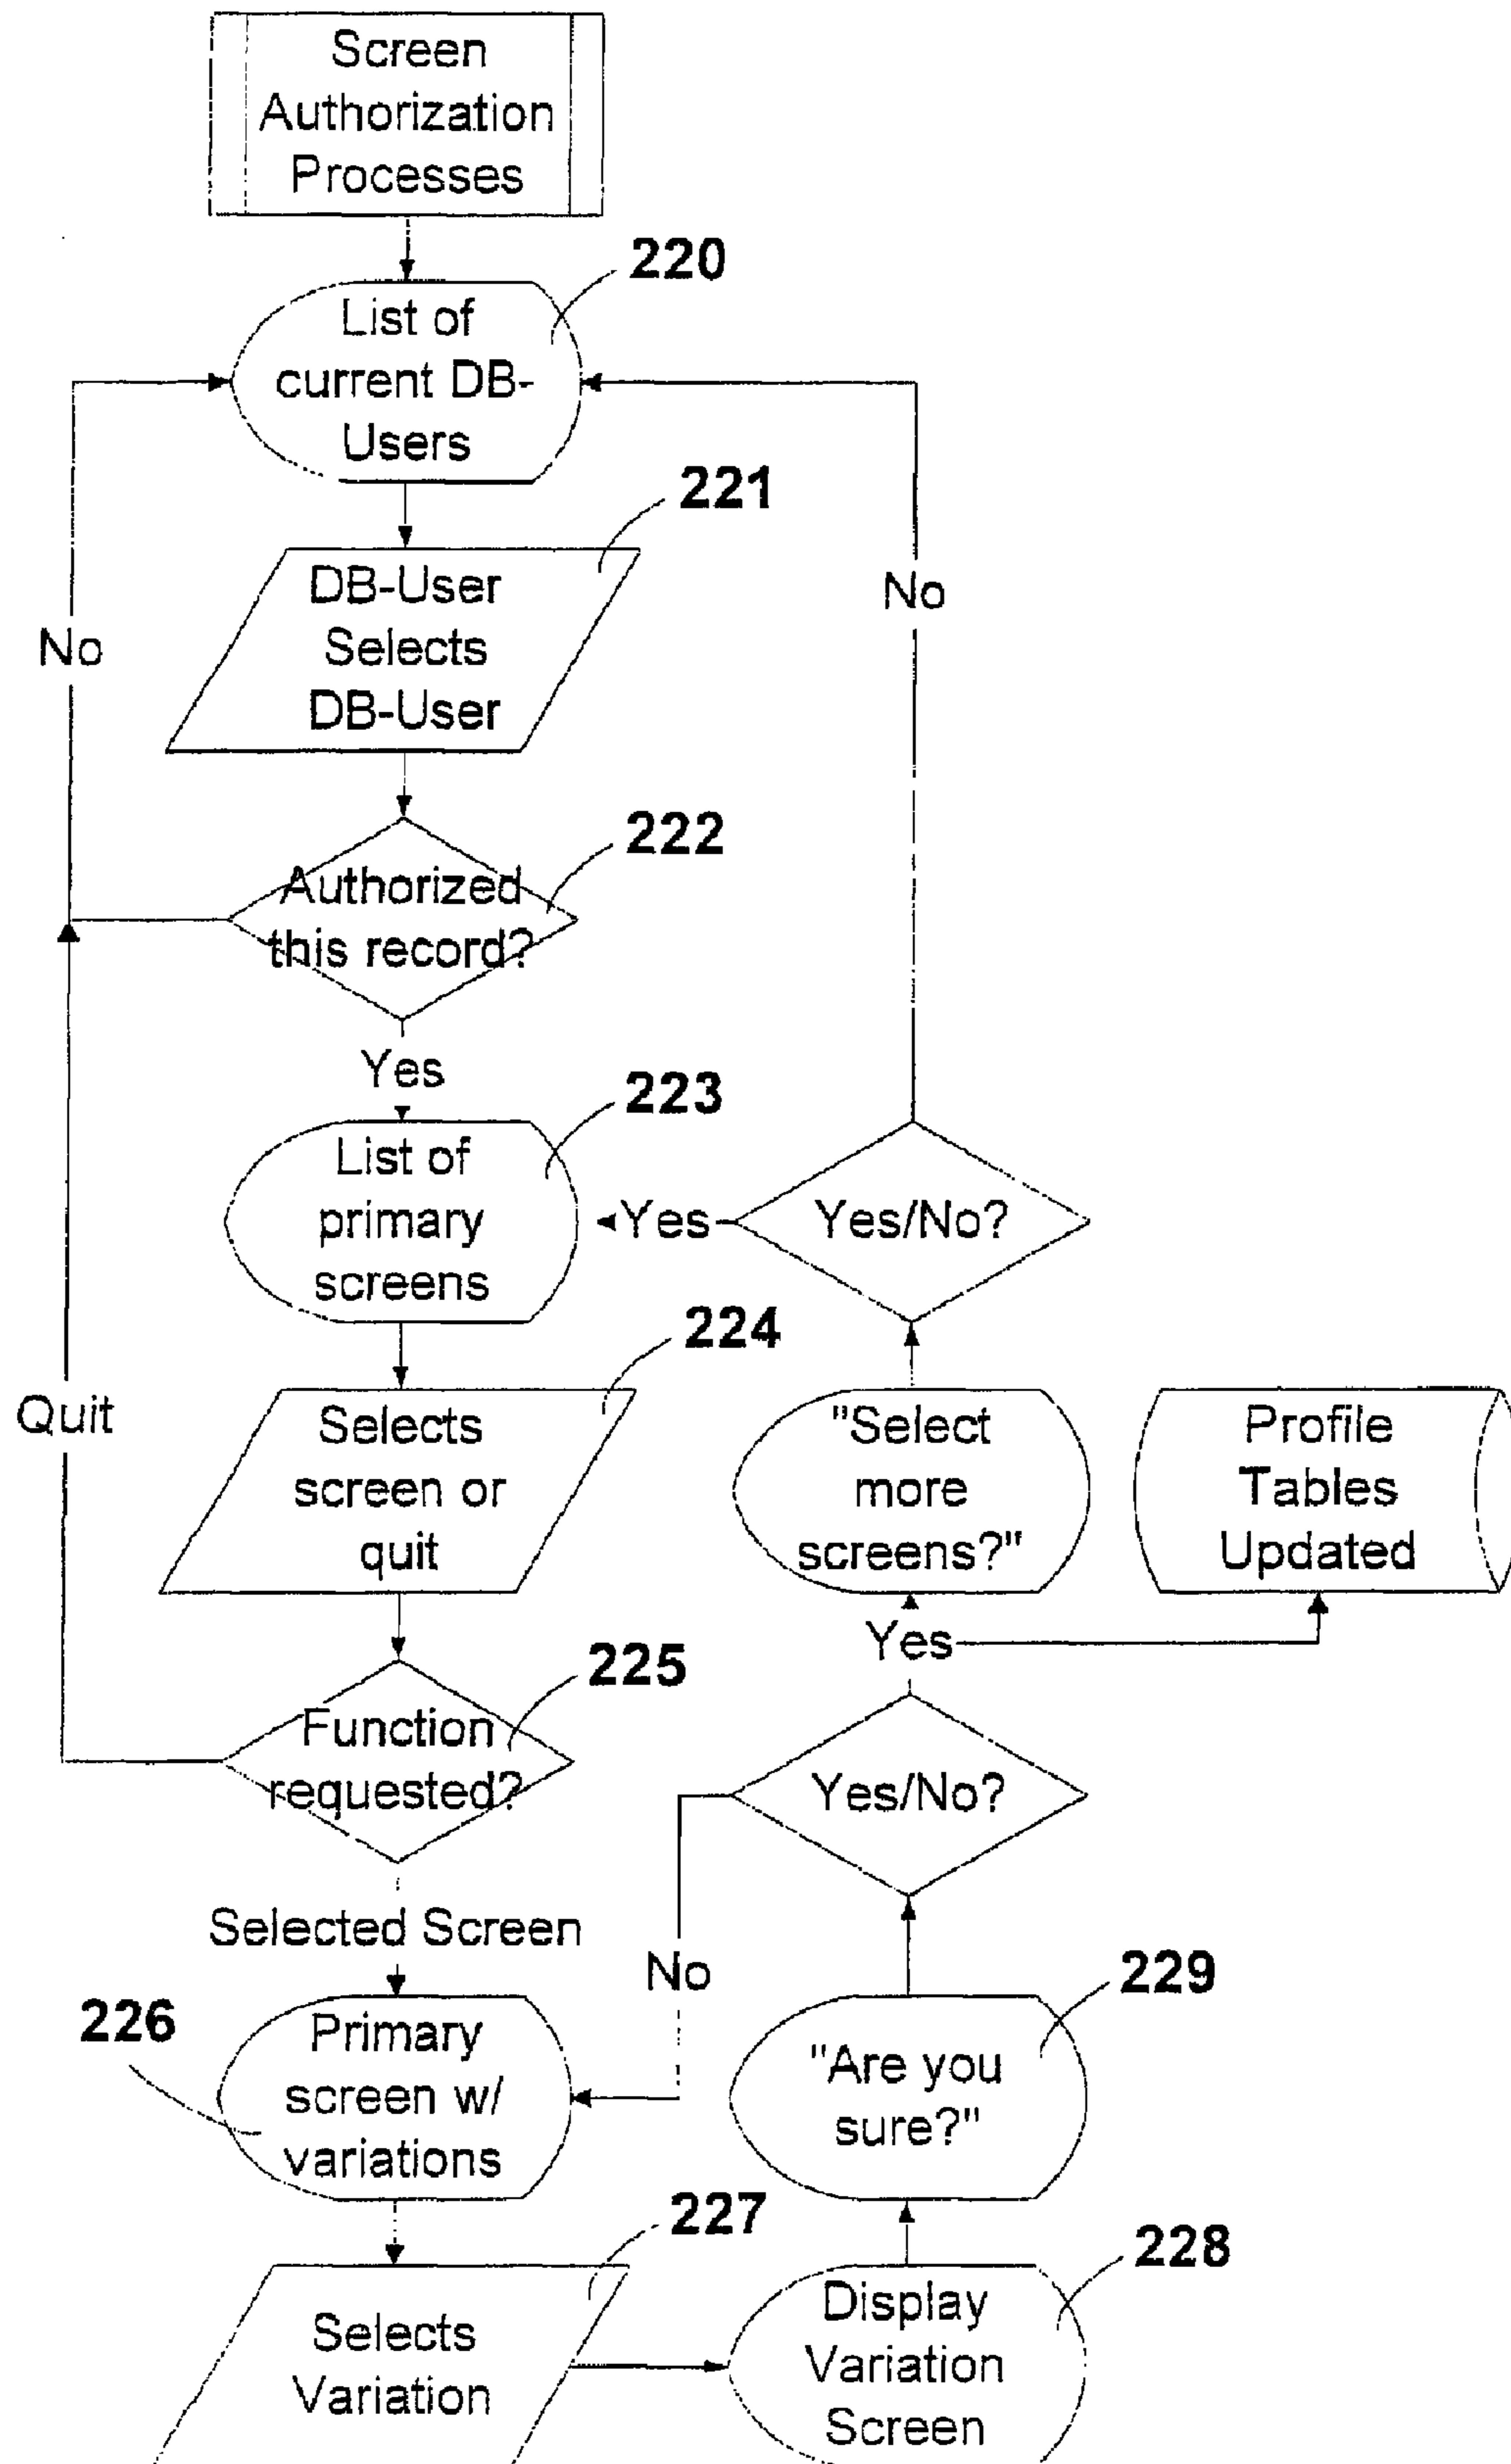 Screen
Authorization
Processes
220
List of
current DB-
Users
221
DB-User
Selects
DB-User
No
No
222
Authorized
this record?
Yes
223
List of
primary
screens
Yes
Yes/No?
224
Selects
screen or
quit
Quit
"Select
more
screens?"
Profile
Tables
Updated
Yes
225
Function
requested?
Yes/No?
Selected Screen
No
229
226
Primary
screen w/
variations
"Are you
sure?"
227
Selects
Variation
228
Display
Variation
Screen